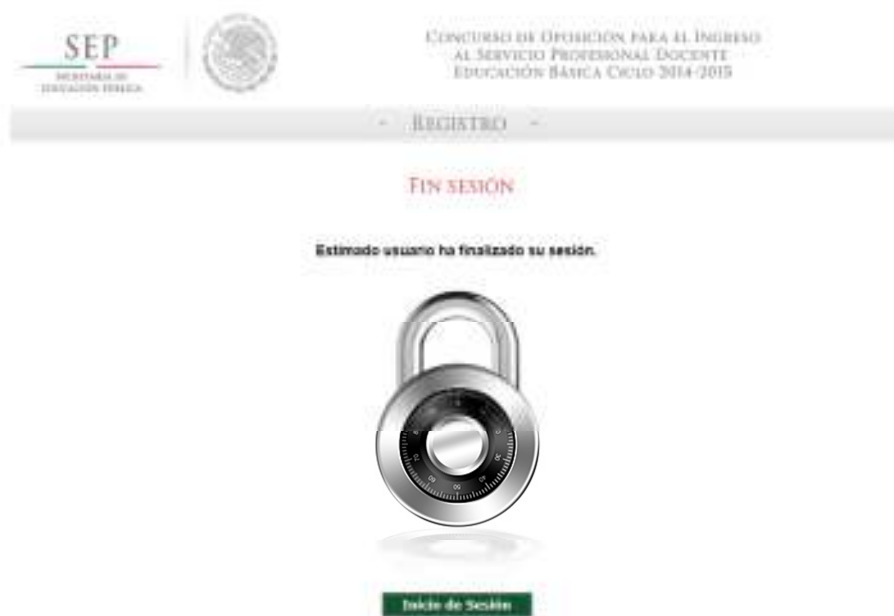 SEP
SECRETARÍA DE
EDUCACIÓN PÚBLICA
CONCURSO DE OPOSICIÓN PARA EL INGRESO
AL SERVICIO PROFESIONAL DOCENTE
EDUCACIÓN BÁSICA CICLO 2014-2015
- REGISTRO -
FIN SESIÓN
Estimado usuario ha finalizado su sesión.
Inicio de Sesión